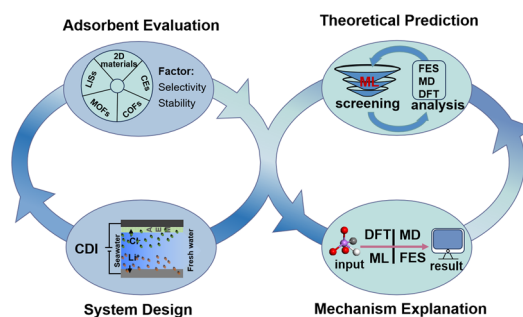 Adsorbent Evaluation
Theoretical Prediction
2D
materials
LISs
CEs
MOFs
COFs
Factor:
Selectivity
Stability
ML
screening
FES
MD
DFT
analysis
CDI
Seawater
A E M
Cl-
Li+
Fresh water
DFT MD
ML FES
input
result
System Design
Mechanism Explanation